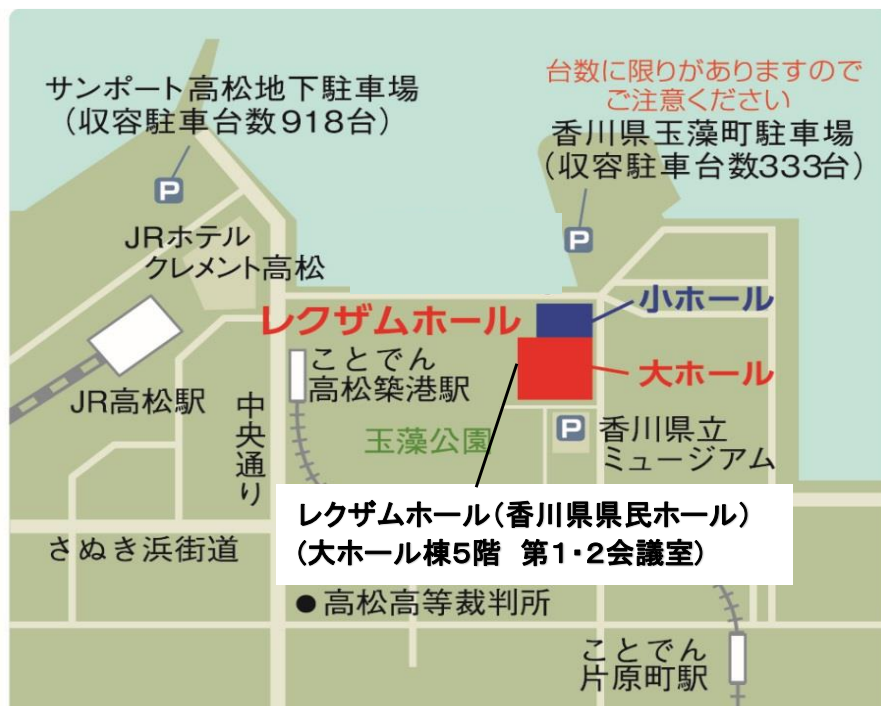 サンポート高松地下駐車場
(収容駐車台数918台)
P
台数に限りがありますので
ご注意ください
香川県玉藻町駐車場
(収容駐車台数333台)
P
JRホテル
クレメント高松
レクザムホール
小ホール
大ホール
ことでん
高松築港駅
JR高松駅
中央通り
玉藻公園
P
香川県立
ミュージアム
レクザムホール(香川県県民ホール)
(大ホール棟5階 第1・2会議室)
さぬき浜街道
●高松高等裁判所
ことでん
片原町駅